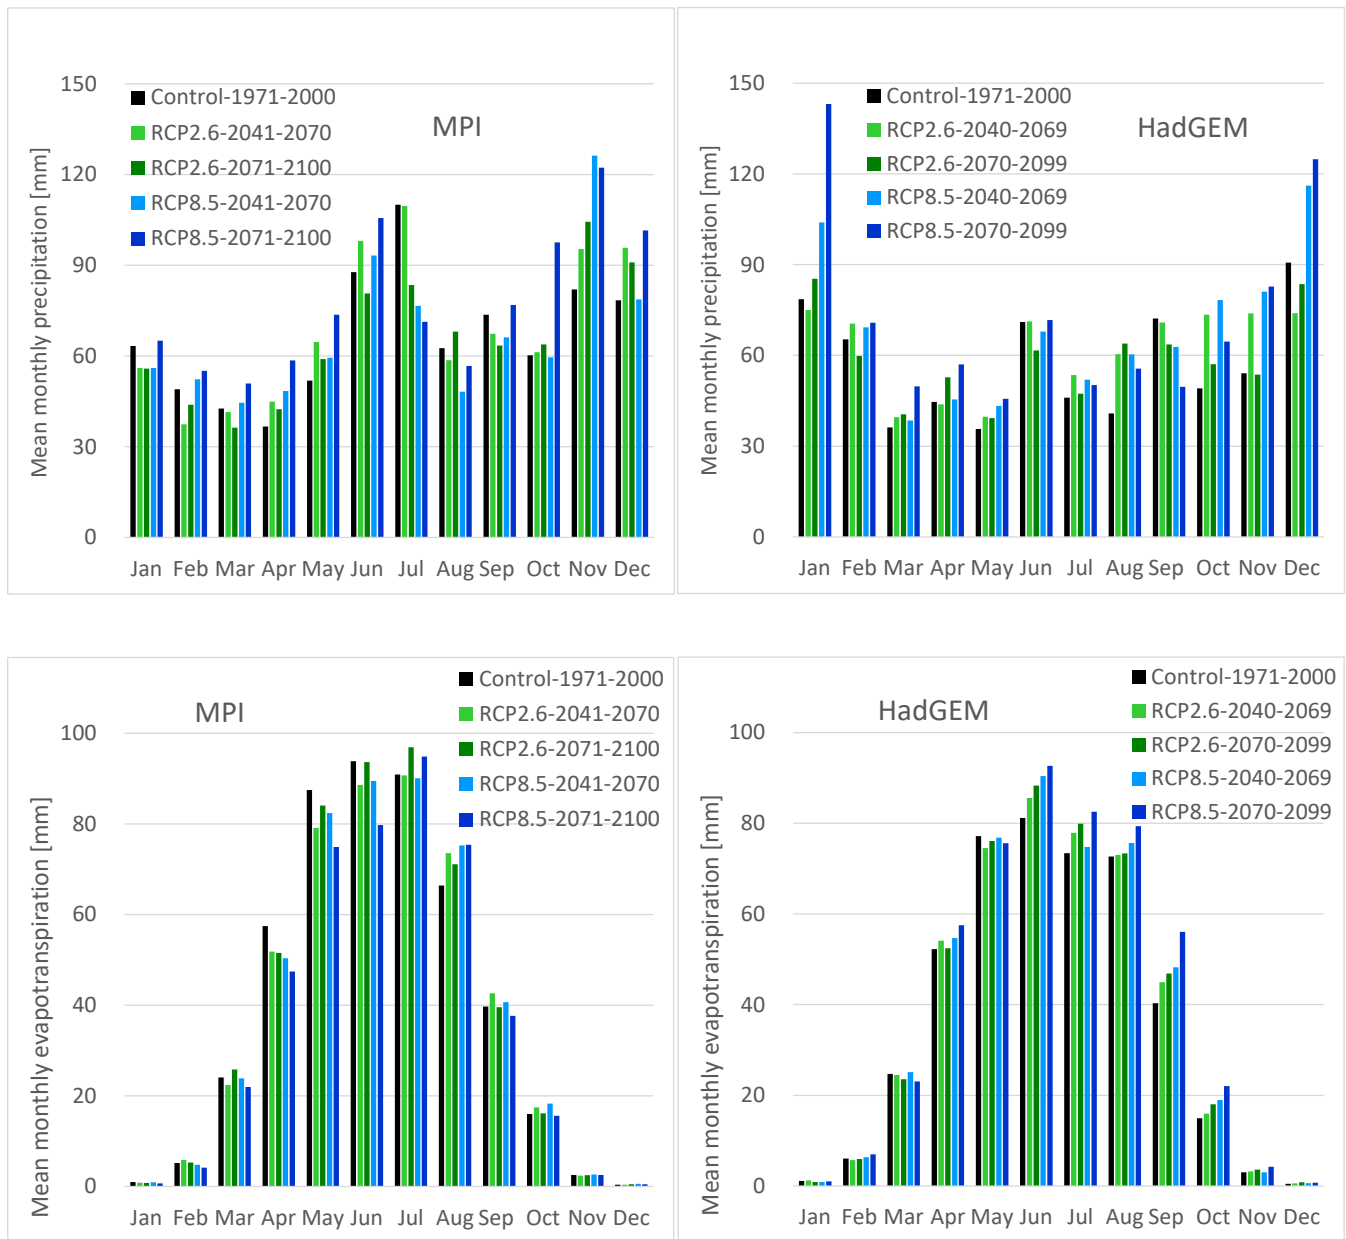 Mean monthly precipitation [mm]
150
120
90
60
30
0
Control-1971-2000
RCP2.6-2041-2070
RCP2.6-2071-2100
RCP8.5-2041-2070
RCP8.5-2071-2100
MPI
Jan Feb Mar Apr May Jun Jul Aug Sep Oct Nov Dec
Mean monthly precipitation [mm]
150
120
90
60
30
0
Control-1971-2000
RCP2.6-2040-2069
RCP2.6-2070-2099
RCP8.5-2040-2069
RCP8.5-2070-2099
HadGEM
Jan Feb Mar Apr May Jun Jul Aug Sep Oct Nov Dec
Mean monthly evapotranspiration [mm]
100
80
60
40
20
0
MPI
Control-1971-2000
RCP2.6-2041-2070
RCP2.6-2071-2100
RCP8.5-2041-2070
RCP8.5-2071-2100
Jan Feb Mar Apr May Jun Jul Aug Sep Oct Nov Dec
Mean monthly evapotranspiration [mm]
100
80
60
40
20
0
HadGEM
Control-1971-2000
RCP2.6-2040-2069
RCP2.6-2070-2099
RCP8.5-2040-2069
RCP8.5-2070-2099
Jan Feb Mar Apr May Jun Jul Aug Sep Oct Nov Dec